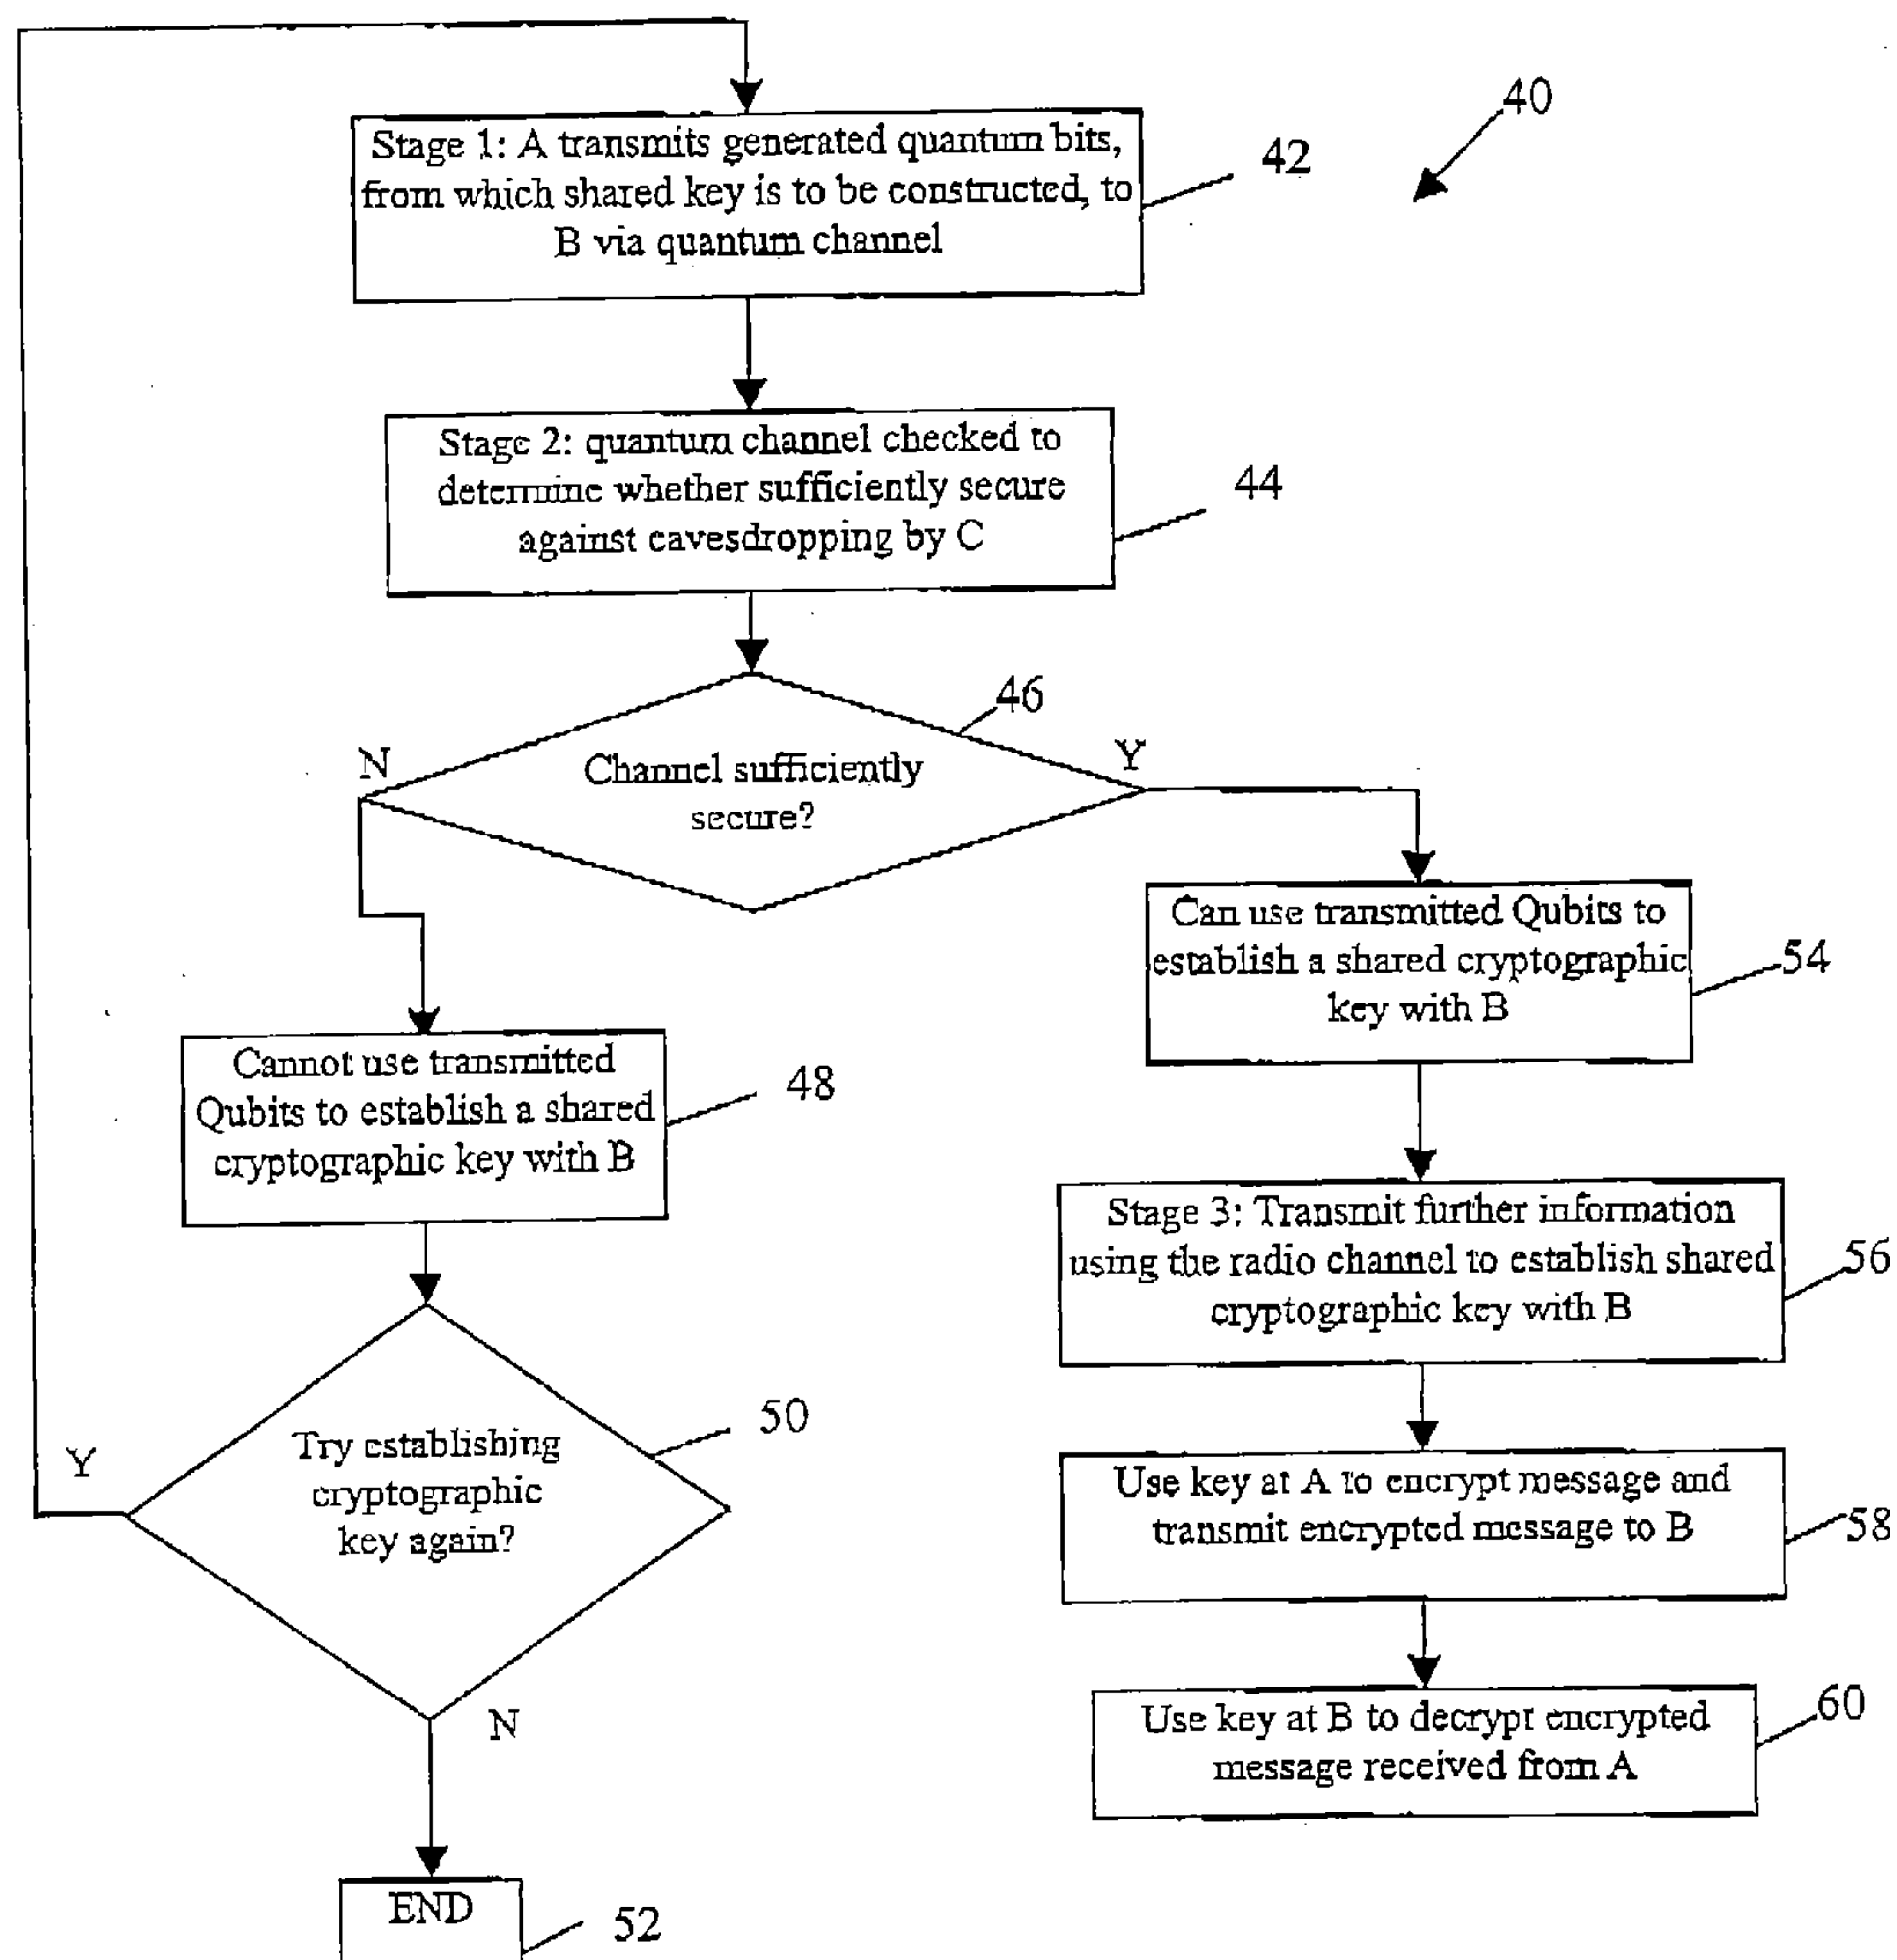 40
Stage 1: A transmits generated quantum bits,
from which shared key is to be constructed, to
B via quantum channel
42
Stage 2: quantum channel checked to
determine whether sufficiently secure
against eavesdropping by C
44
46
N
Y
Channel sufficiently
secure?
Can use transmitted Qubits to
establish a shared cryptographic
key with B
54
Cannot use transmitted
Qubits to establish a shared
cryptographic key with B
48
Stage 3: Transmit further information
using the radio channel to establish shared
cryptographic key with B
56
Try establishing
cryptographic
key again?
50
Y
N
Use key at A to encrypt message and
transmit encrypted message to B
58
Use key at B to decrypt encrypted
message received from A
60
END
52